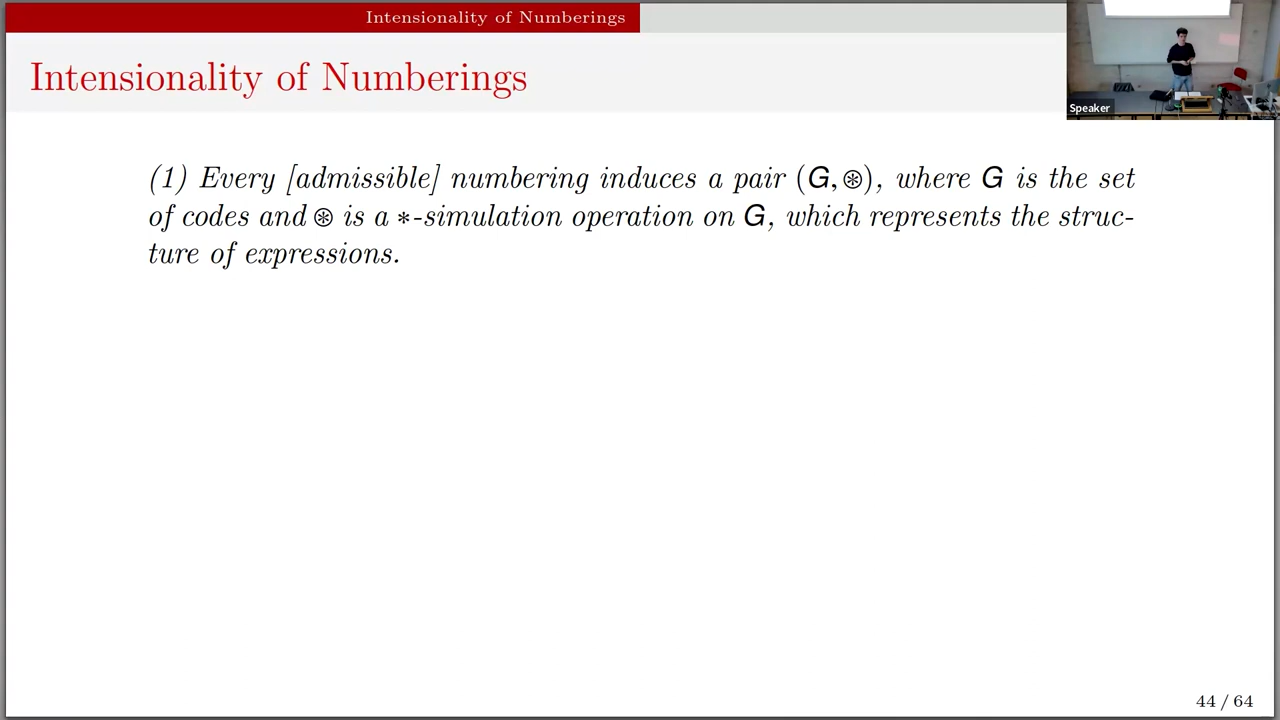 Intensionality of Numberings
Intensionality of Numberings
Speaker
(1) Every [admissible] numbering induces a pair (G, ⊛), where G is the set
of codes and ⊛ is a ∗-simulation operation on G, which represents the struc-
ture of expressions.
44 / 64